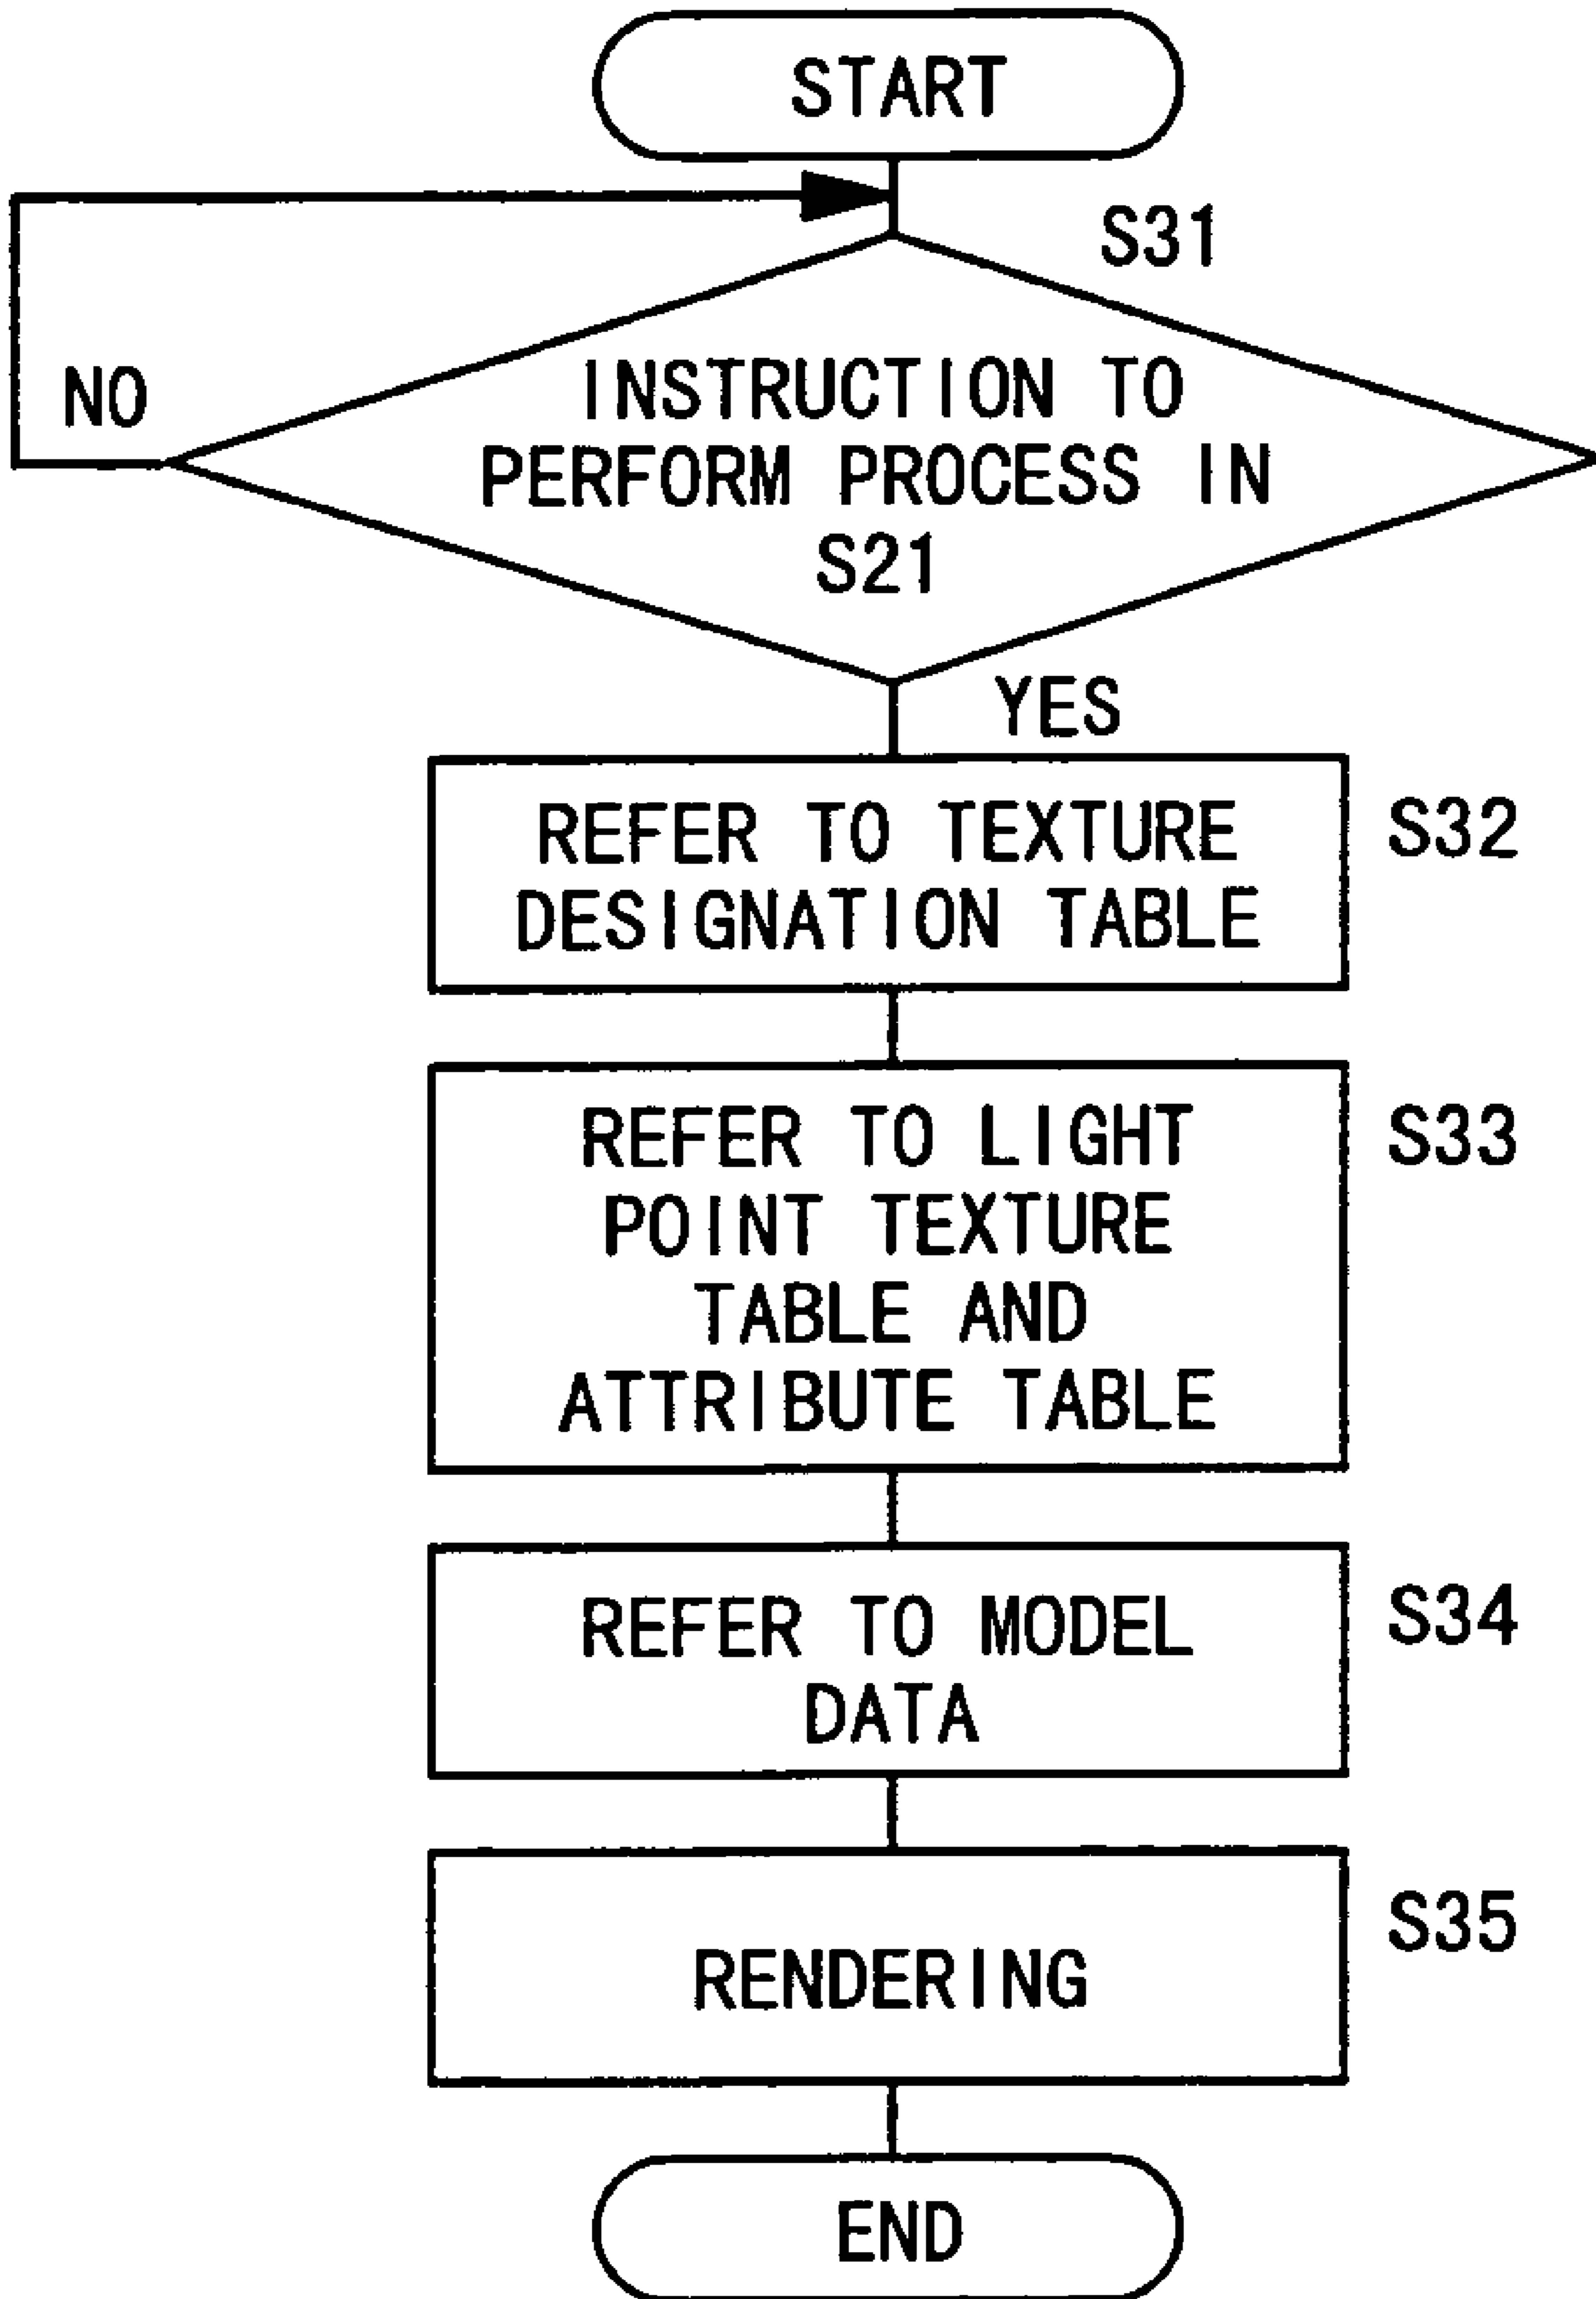 START
S31
INSTRUCTION TO
PERFORM PROCESS IN
S21
NO
YES
REFER TO TEXTURE
DESIGNATION TABLE
S32
REFER TO LIGHT
POINT TEXTURE
TABLE AND
ATTRIBUTE TABLE
S33
REFER TO MODEL
DATA
S34
RENDERING
S35
END